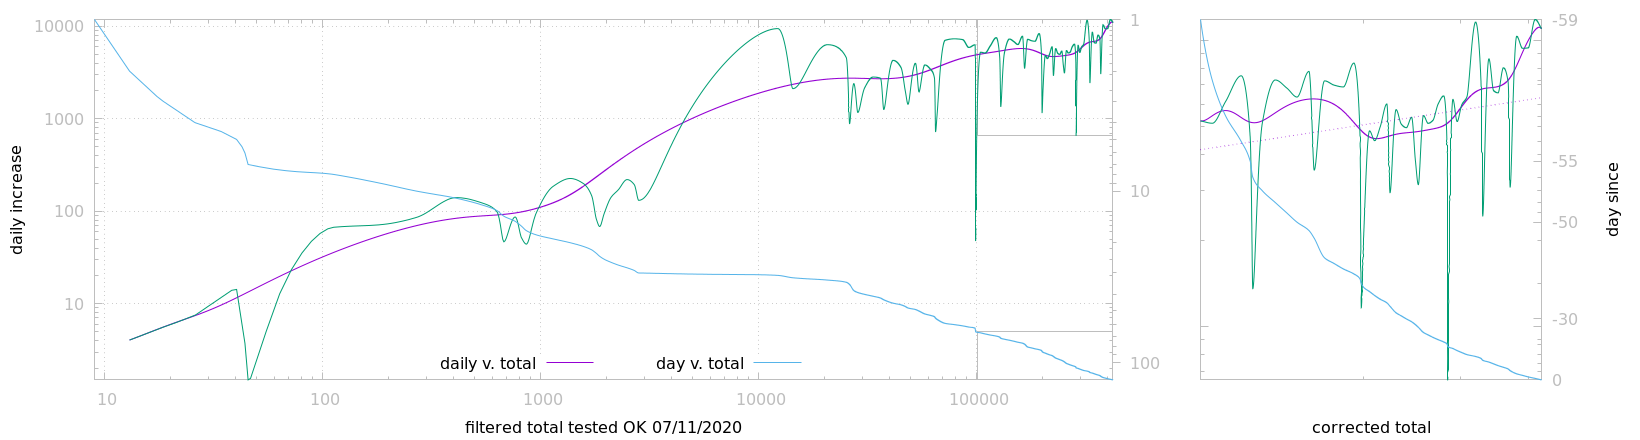 10000
1000
100
10
daily increase
10
100
1000
10000
100000
filtered total tested OK 07/11/2020
daily v. total
day v. total
1
10
100
-59
-55
-50
-30
0
day since
corrected total